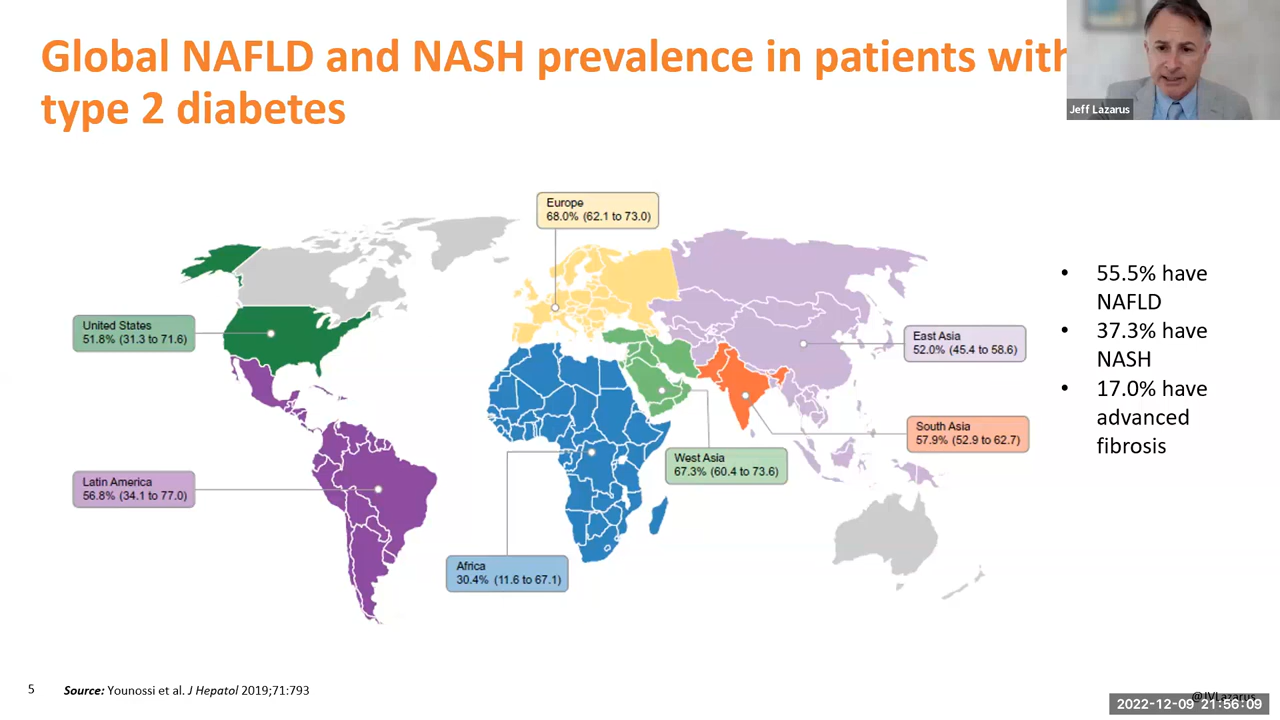 Global NAFLD and NASH prevalence in patients with
type 2 diabetes
Jeff Lazarus
Europe
68.0% (62.1 to 73.0)
United States
51.8% (31.3 to 71.6)
East Asia
52.0% (45.4 to 58.6)
South Asia
57.9% (52.9 to 62.7)
West Asia
67.3% (60.4 to 73.6)
Latin America
56.8% (34.1 to 77.0)
Africa
30.4% (11.6 to 67.1)
• 55.5% have
NAFLD
• 37.3% have
NASH
• 17.0% have
advanced
fibrosis
5
Source: Younossi et al. J Hepatol 2019;71:793
@JVLazarus
2022-12-09 21:56:09